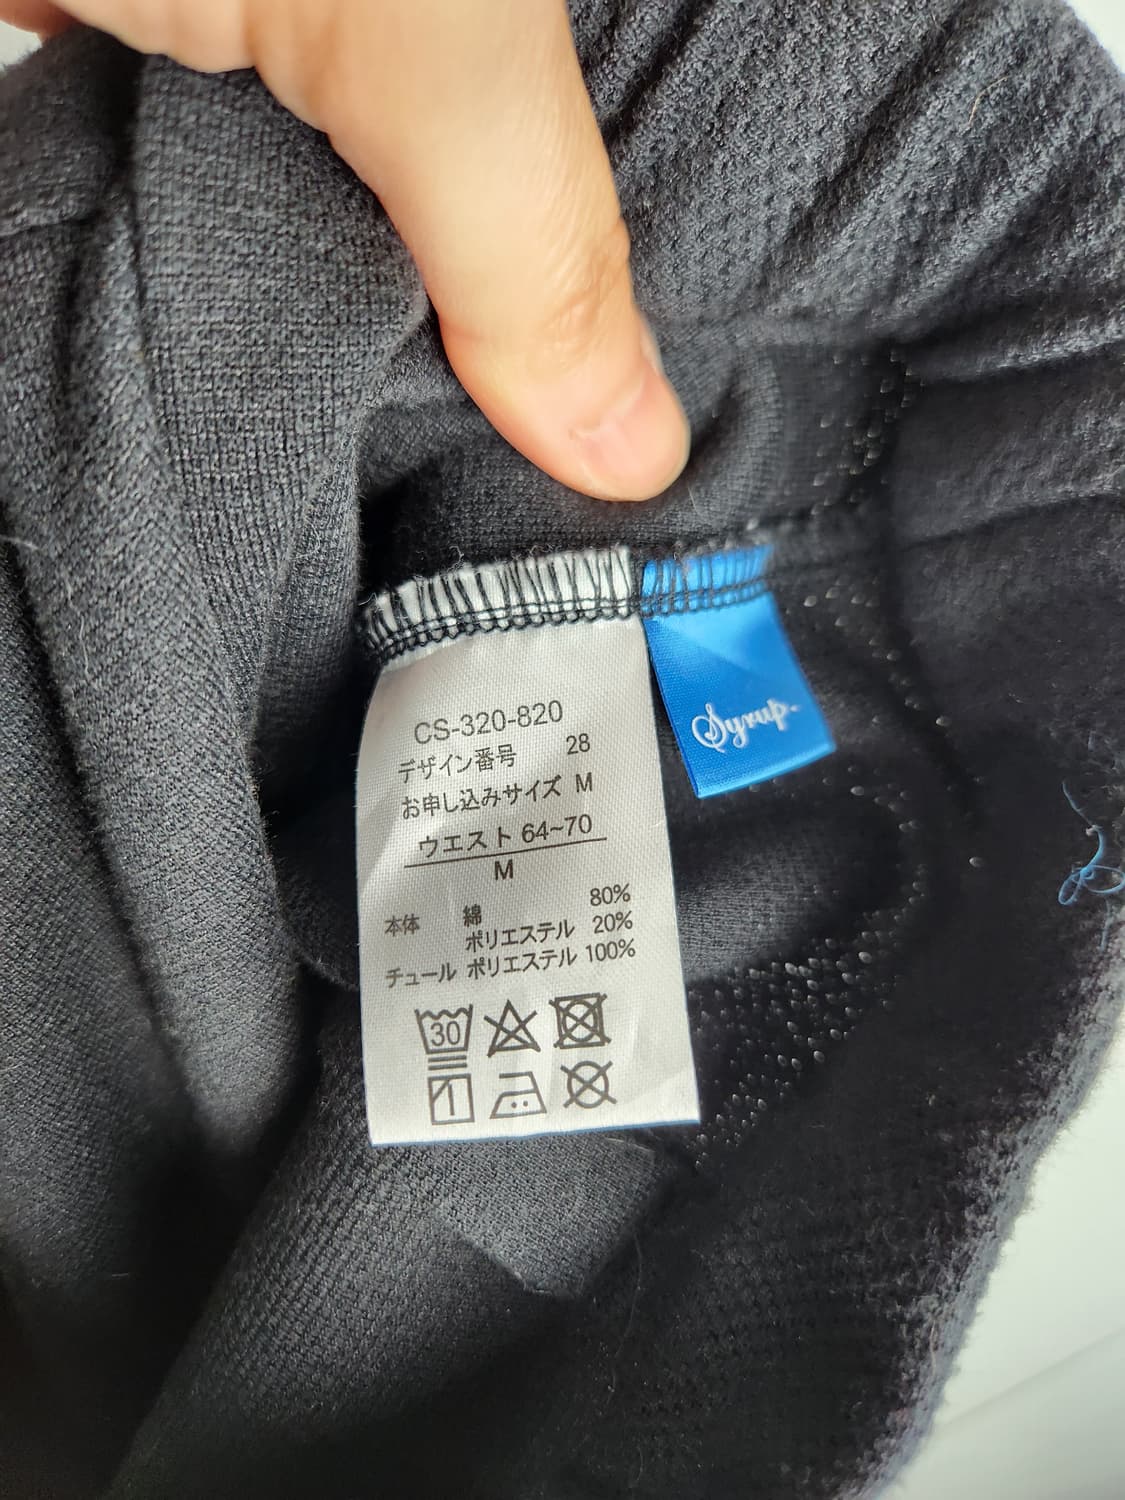 CS-320-820
デザイン番号 28
お申し込みサイズ M
ウエスト 64~70
M
本体 綿 80%
ポリエステル 20%
チュール ポリエステル 100%
30
Syrup.